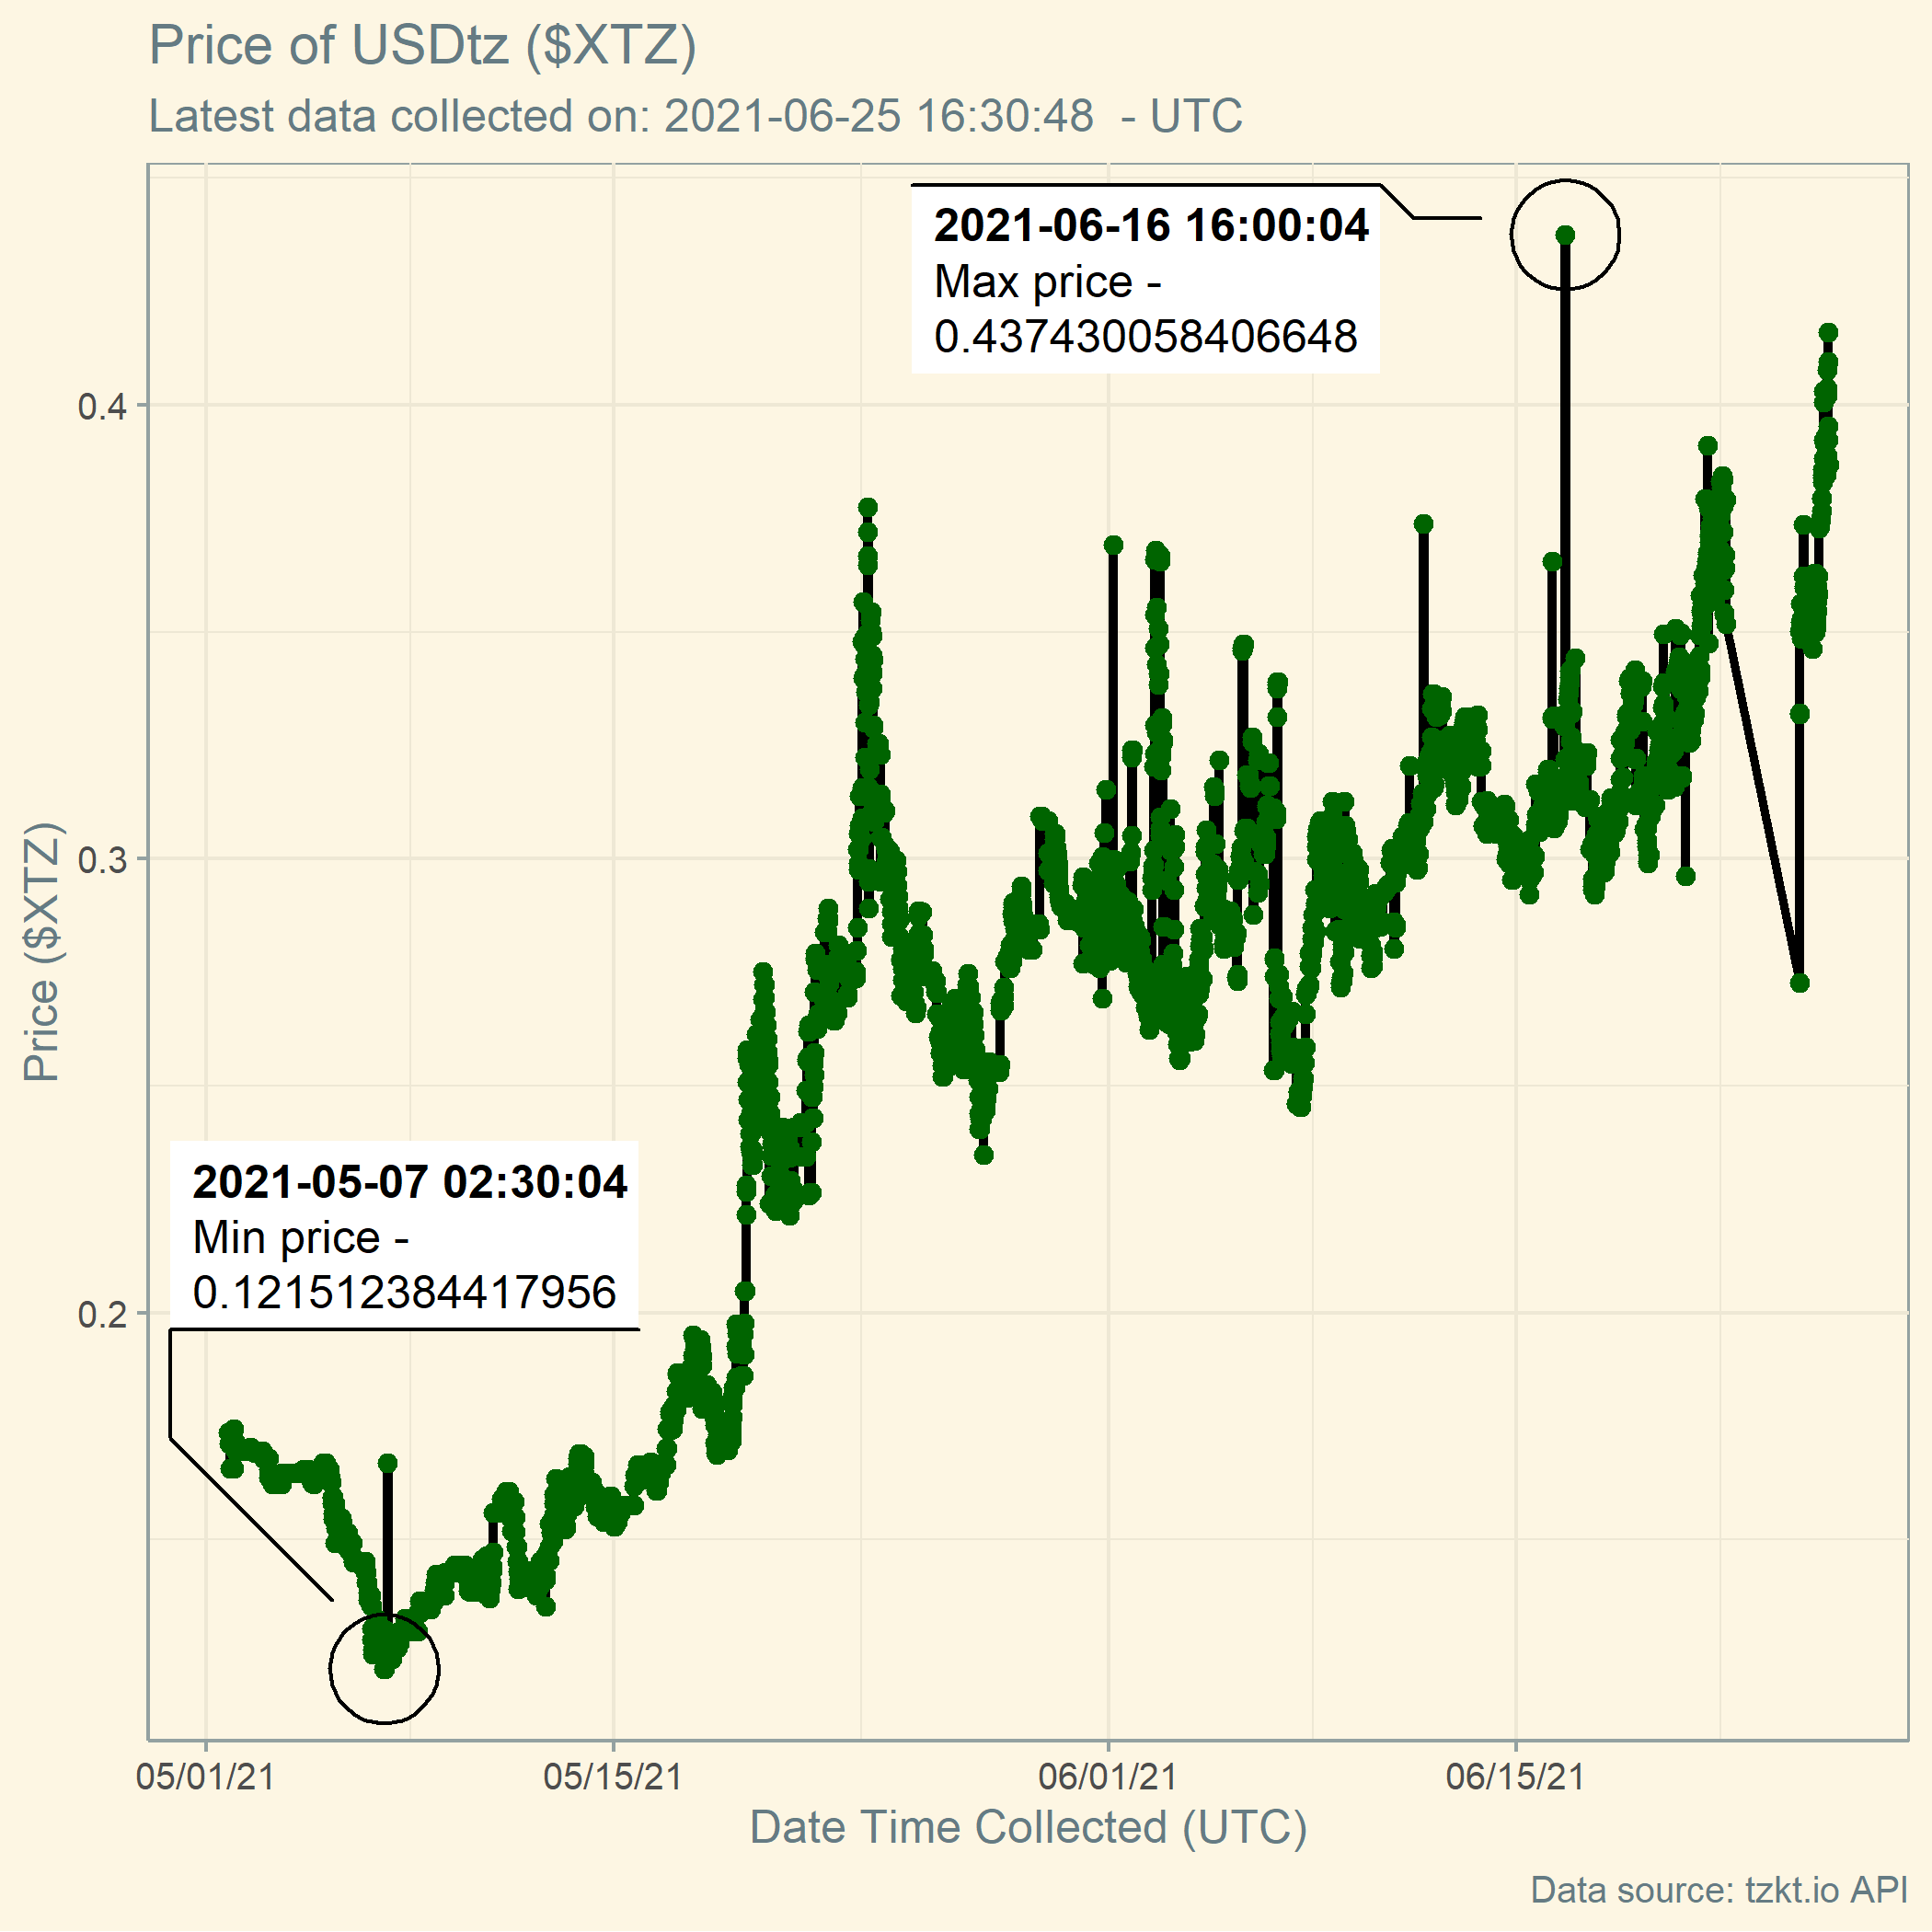 Price of USDtz ($XTZ)
Latest data collected on: 2021-06-25 16:30:48  - UTC
2021-06-16 16:00:04
Max price -
0.437430058406648
0.4
0.3
0.2
Price ($XTZ)
2021-05-07 02:30:04
Min price -
0.121512384417956
05/01/21
05/15/21
06/01/21
06/15/21
Date Time Collected (UTC)
Data source: tzkt.io API